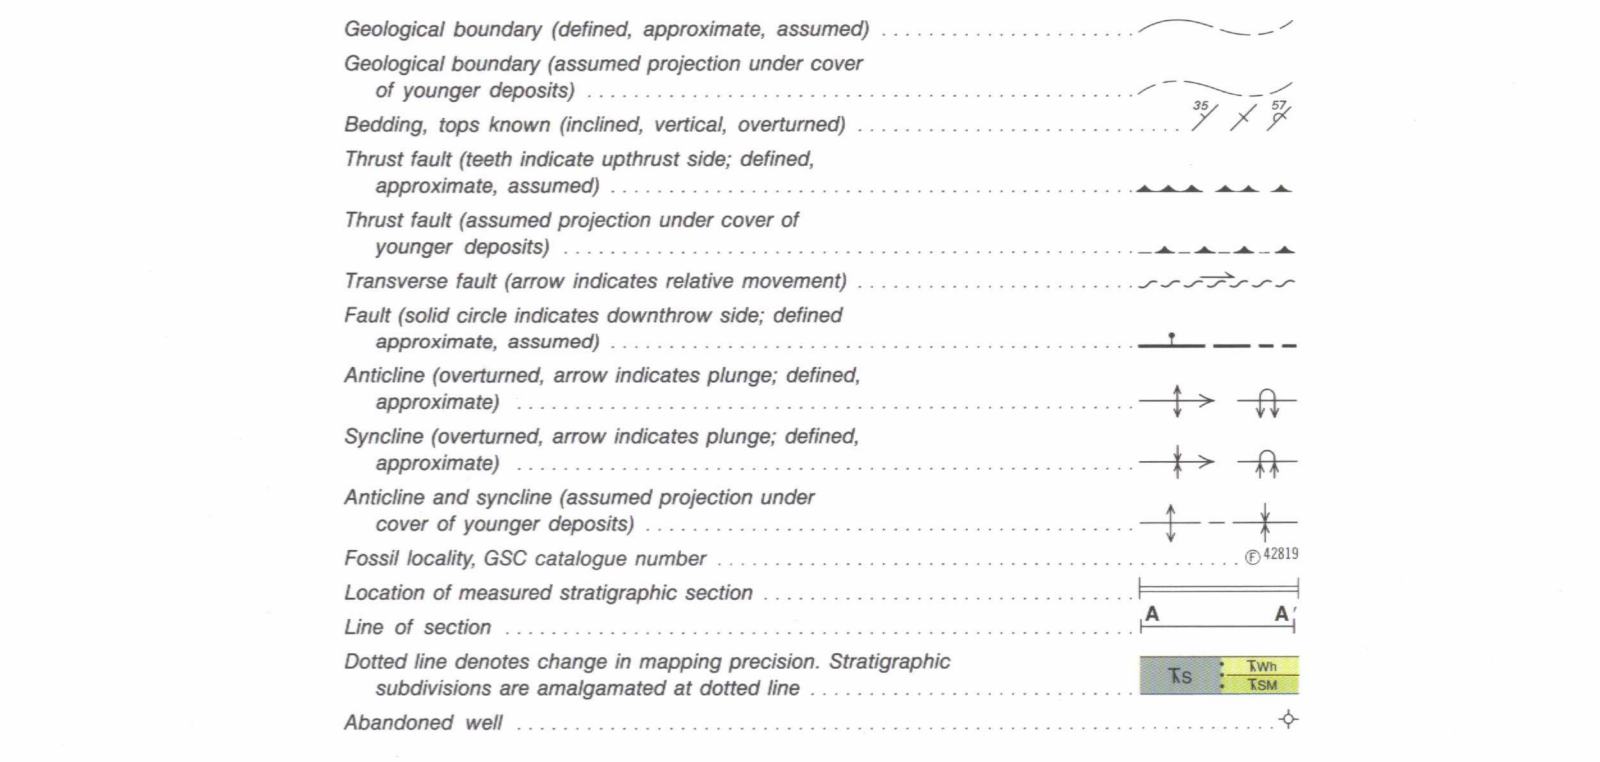 Geological boundary (defined, approximate, assumed)
Geological boundary (assumed projection under cover
of younger deposits)
35 57
Bedding, tops known (inclined, vertical, overturned)
Thrust fault (teeth indicate upthrust side; defined,
approximate, assumed)
Thrust fault (assumed projection under cover of
younger deposits)
Transverse fault (arrow indicates relative movement)
Fault (solid circle indicates downthrow side; defined
approximate, assumed)
Anticline (overturned, arrow indicates plunge; defined,
approximate)
Syncline (overturned, arrow indicates plunge; defined,
approximate)
Anticline and syncline (assumed projection under
cover of younger deposits)
Fossil locality, GSC catalogue number Ⓕ 42819
Location of measured stratigraphic section
A A′
Line of section
Dotted line denotes change in mapping precision. Stratigraphic
subdivisions are amalgamated at dotted line
ꞆS
ꞆWh
ꞆSM
Abandoned well